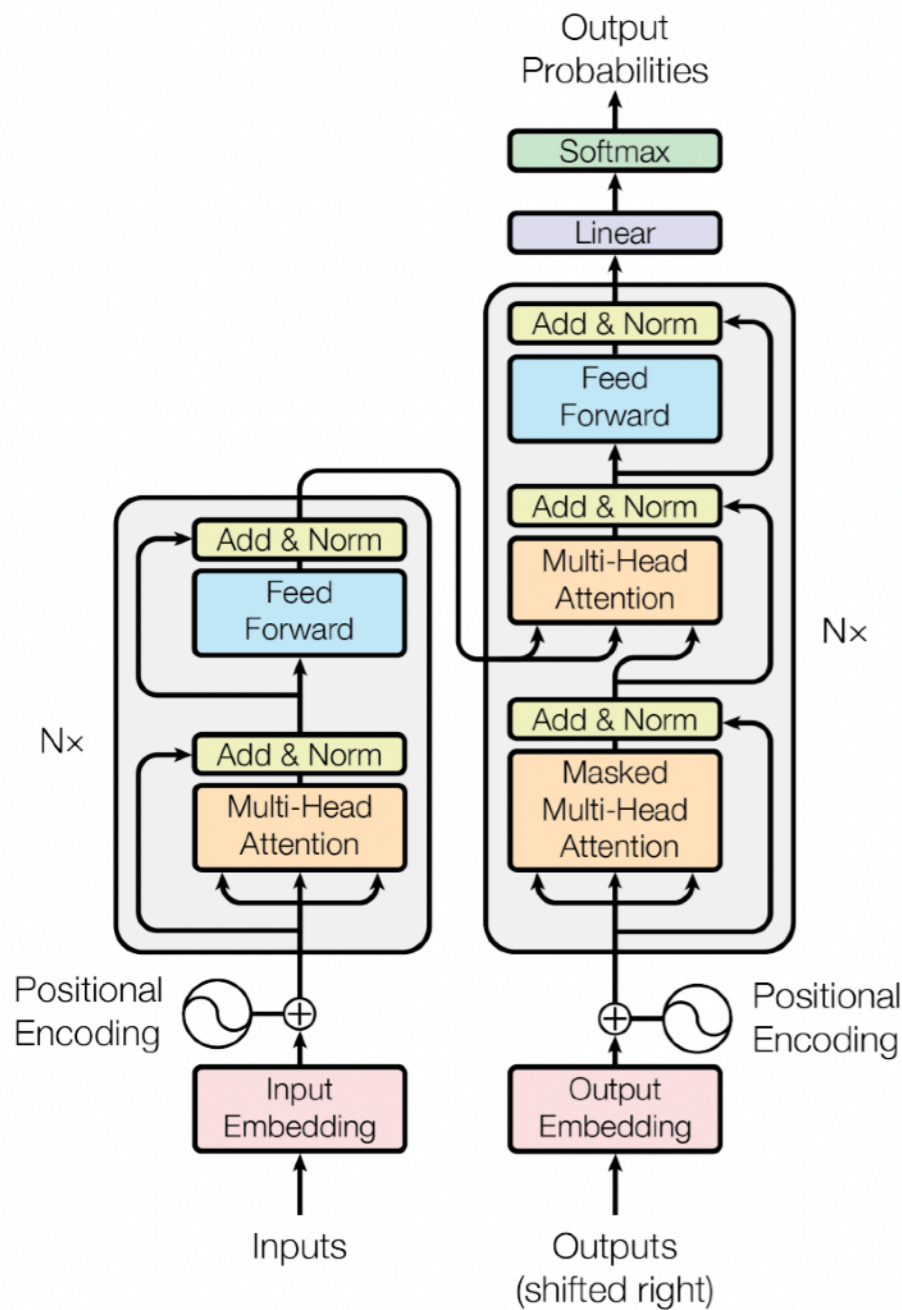 Output
Probabilities
Softmax
Linear
Add & Norm
Feed
Forward
Add & Norm
Multi-Head
Attention
Add & Norm
Masked
Multi-Head
Attention
Nx
Add & Norm
Feed
Forward
Add & Norm
Multi-Head
Attention
Nx
Positional
Encoding
Positional
Encoding
Input
Embedding
Output
Embedding
Inputs
Outputs
(shifted right)